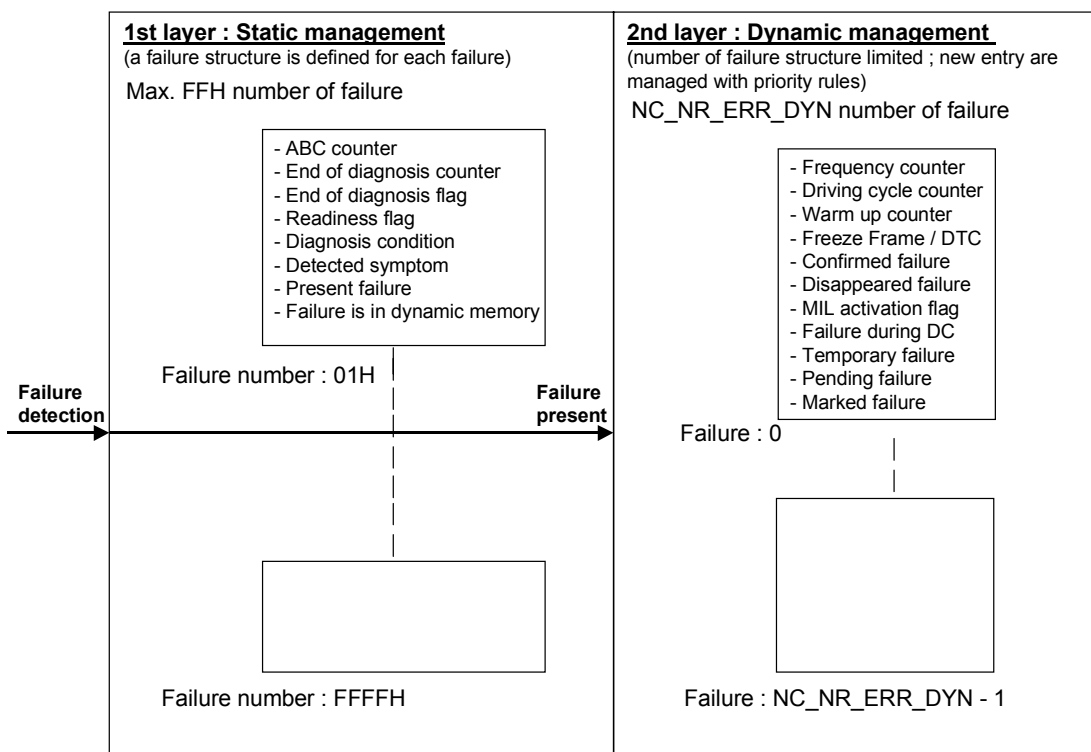 1st layer : Static management
(a failure structure is defined for each failure)
Max. FFH number of failure
- ABC counter
- End of diagnosis counter
- End of diagnosis flag
- Readiness flag
- Diagnosis condition
- Detected symptom
- Present failure
- Failure is in dynamic memory
Failure number : 01H
Failure
detection
Failure
present
Failure number : FFFFH
2nd layer : Dynamic management
(number of failure structure limited ; new entry are
managed with priority rules)
NC_NR_ERR_DYN number of failure
- Frequency counter
- Driving cycle counter
- Warm up counter
- Freeze Frame / DTC
- Confirmed failure
- Disappeared failure
- MIL activation flag
- Failure during DC
- Temporary failure
- Pending failure
- Marked failure
Failure : 0
Failure : NC_NR_ERR_DYN - 1